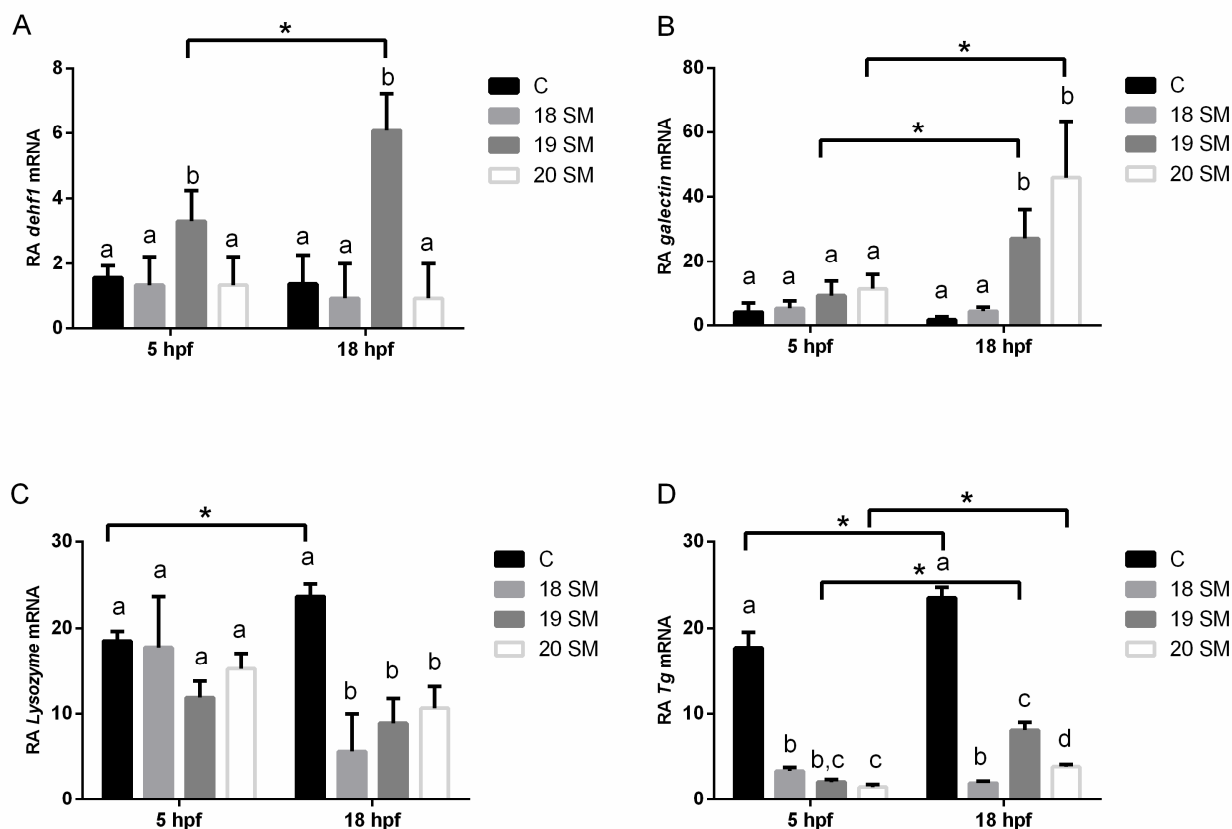 A
RA dehf1 mRNA
8
6
4
2
0
*
a
a
b
a
a
a
b
a
5 hpf
18 hpf
C
18 SM
19 SM
20 SM
B
RA galectin mRNA
80
60
40
20
0
*
*
a
a
a
a
a
a
b
b
5 hpf
18 hpf
C
18 SM
19 SM
20 SM
C
RA Lysozyme mRNA
30
20
10
0
*
a
a
a
a
a
b
b
b
5 hpf
18 hpf
C
18 SM
19 SM
20 SM
D
RA Tg mRNA
30
20
10
0
*
*
*
a
b
b,c
c
a
b
c
d
5 hpf
18 hpf
C
18 SM
19 SM
20 SM